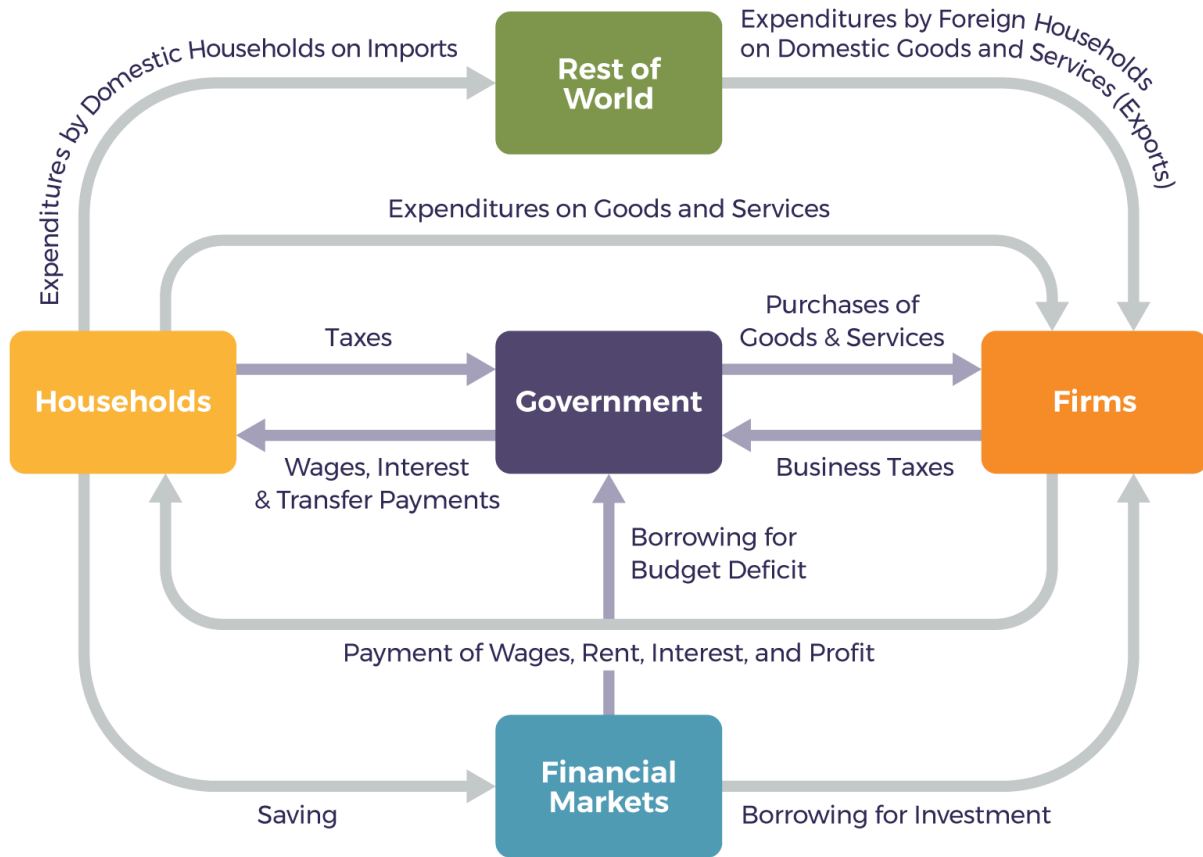 Expenditures by Domestic Households on Imports
Rest of
World
Expenditures by Foreign Households
on Domestic Goods and Services (Exports)
Expenditures on Goods and Services
Households
Taxes
Government
Purchases of
Goods & Services
Firms
Wages, Interest
& Transfer Payments
Business Taxes
Borrowing for
Budget Deficit
Payment of Wages, Rent, Interest, and Profit
Saving
Financial
Markets
Borrowing for Investment